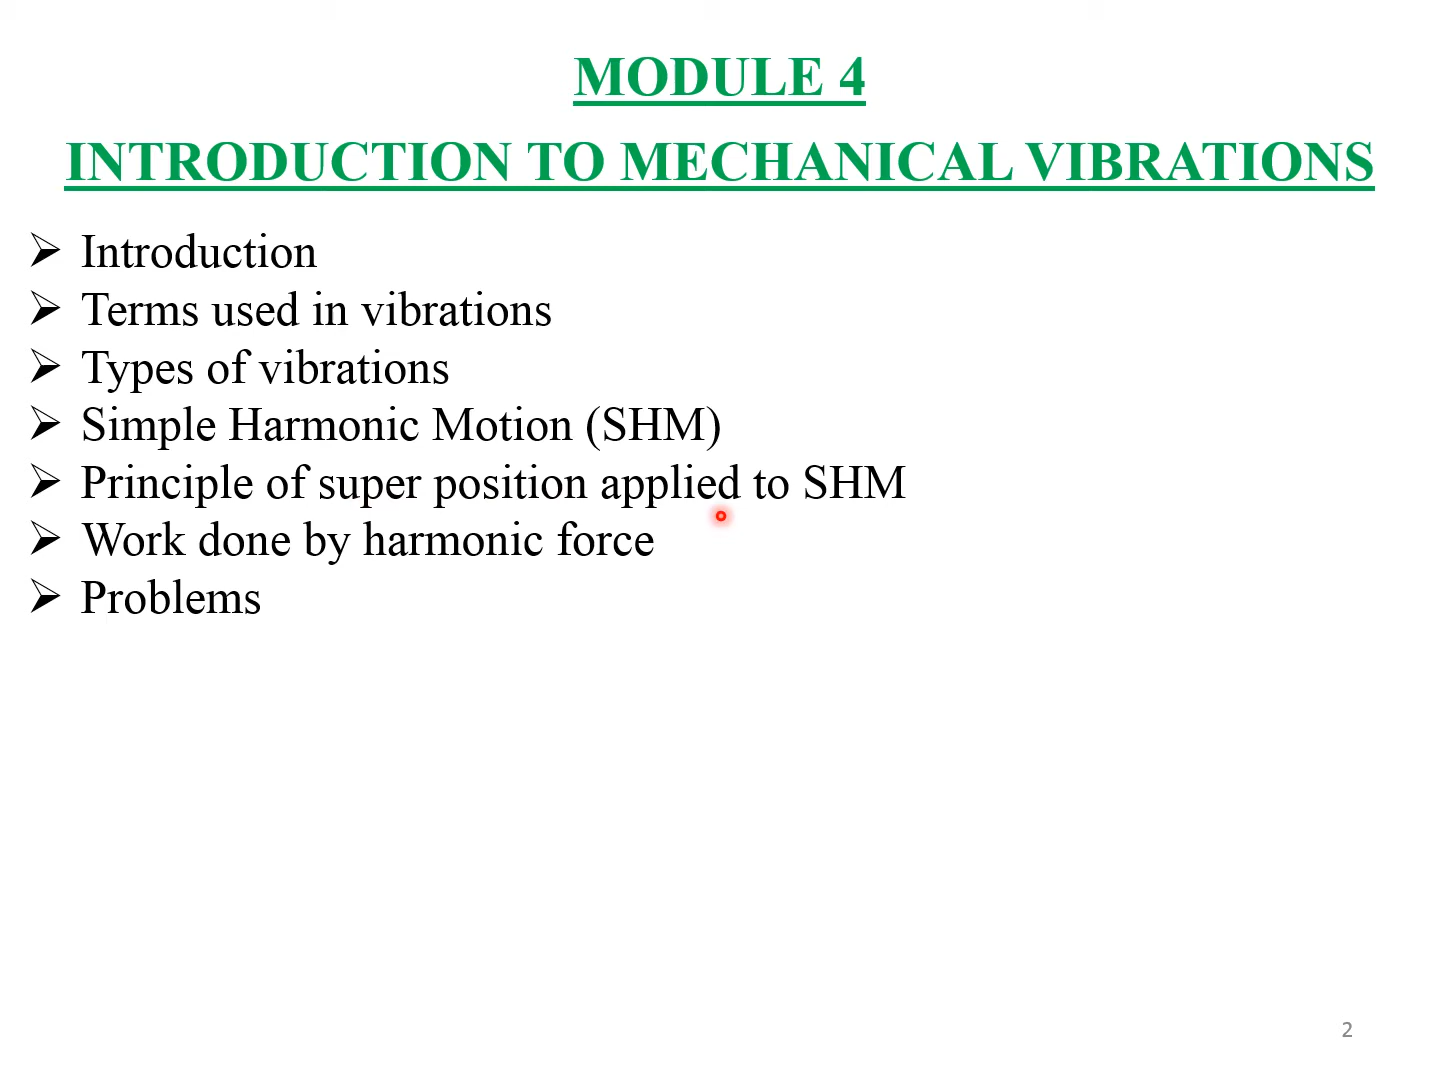 MODULE 4
INTRODUCTION TO MECHANICAL VIBRATIONS
➢ Introduction
➢ Terms used in vibrations
➢ Types of vibrations
➢ Simple Harmonic Motion (SHM)
➢ Principle of super position applied to SHM
➢ Work done by harmonic force
➢ Problems
2